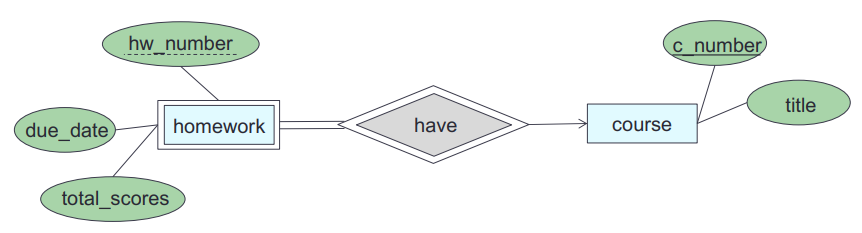 hw_number
c_number
title
due_date
homework
have
course
total_scores